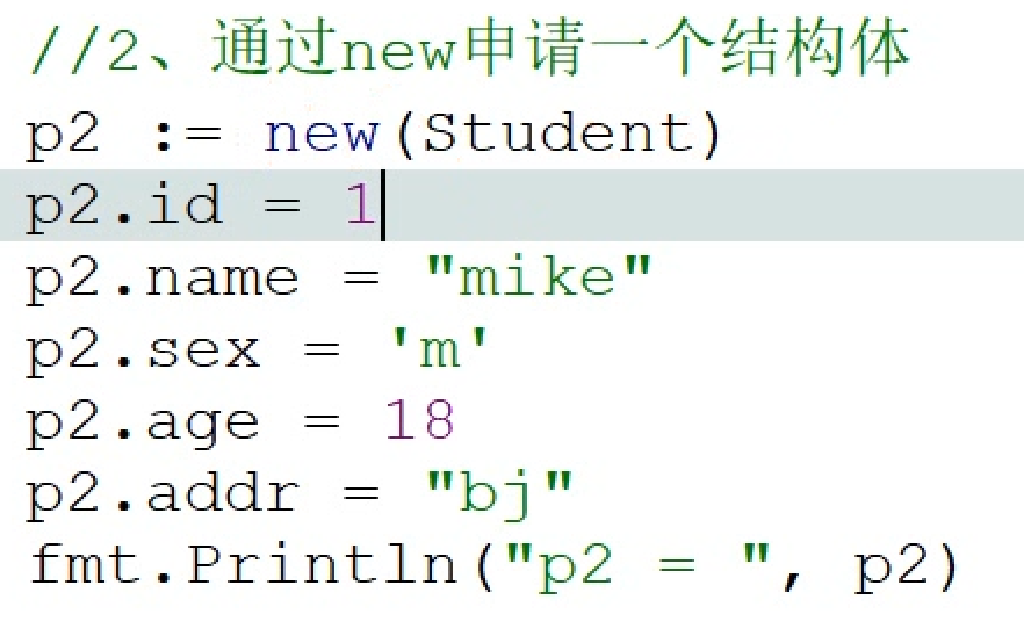 //2、通过new申请一个结构体
p2 := new(Student)
p2.id = 1
p2.name = "mike"
p2.sex = 'm'
p2.age = 18
p2.addr = "bj"
fmt.Println("p2 = ", p2)